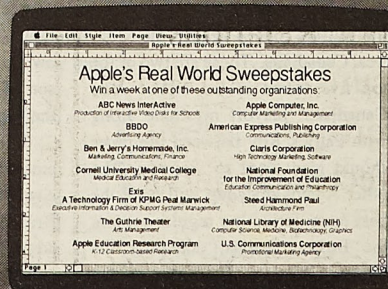 File Edit Style Item Page View Utilities
Apple's Real World Sweepstakes
Apple's Real World Sweepstakes
Win a week at one of these outstanding organizations:
ABC News InterActive
Production of Interactive Video Disks for Schools
BBDO
Advertising Agency
Ben & Jerry's Homemade, Inc.
Marketing, Communications, Finance
Cornell University Medical College
Medical Education and Research
Exis
A Technology Firm of KPMG Peat Marwick
Executive Information & Decision Support Systems Management
The Guthrie Theater
Arts Management
Apple Education Research Program
K-12 Classroom-based Research
Apple Computer, Inc.
Computer Marketing and Management
American Express Publishing Corporation
Communications, Publishing
Claris Corporation
High Technology Marketing, Software
National Foundation
for the Improvement of Education
Education Communication and Philanthropy
Steed Hammond Paul
Architecture Firm
National Library of Medicine (NIH)
Computer Science, Medicine, Biotechnology, Graphics
U.S. Communications Corporation
Promotional Marketing Agency
Page 1